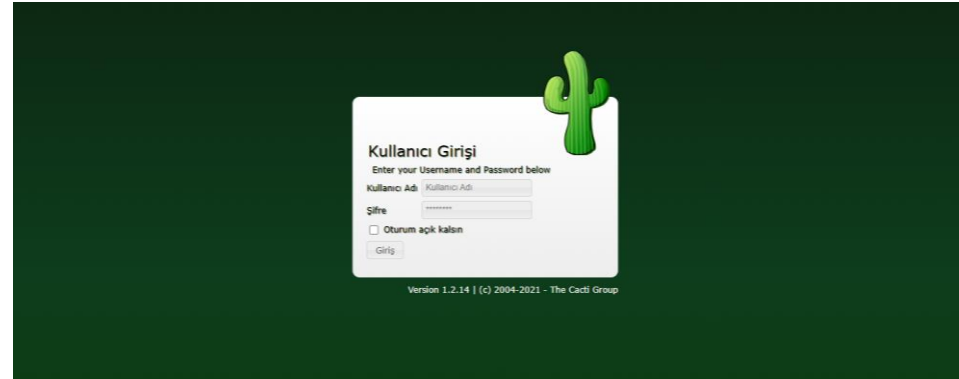 Kullanıcı Girişi
Enter your Username and Password below
Kullanıcı Adı Kullanıcı Adı
Şifre ********
Oturum açık kalsın
Giriş
Version 1.2.14 | (c) 2004-2021 - The Cacti Group